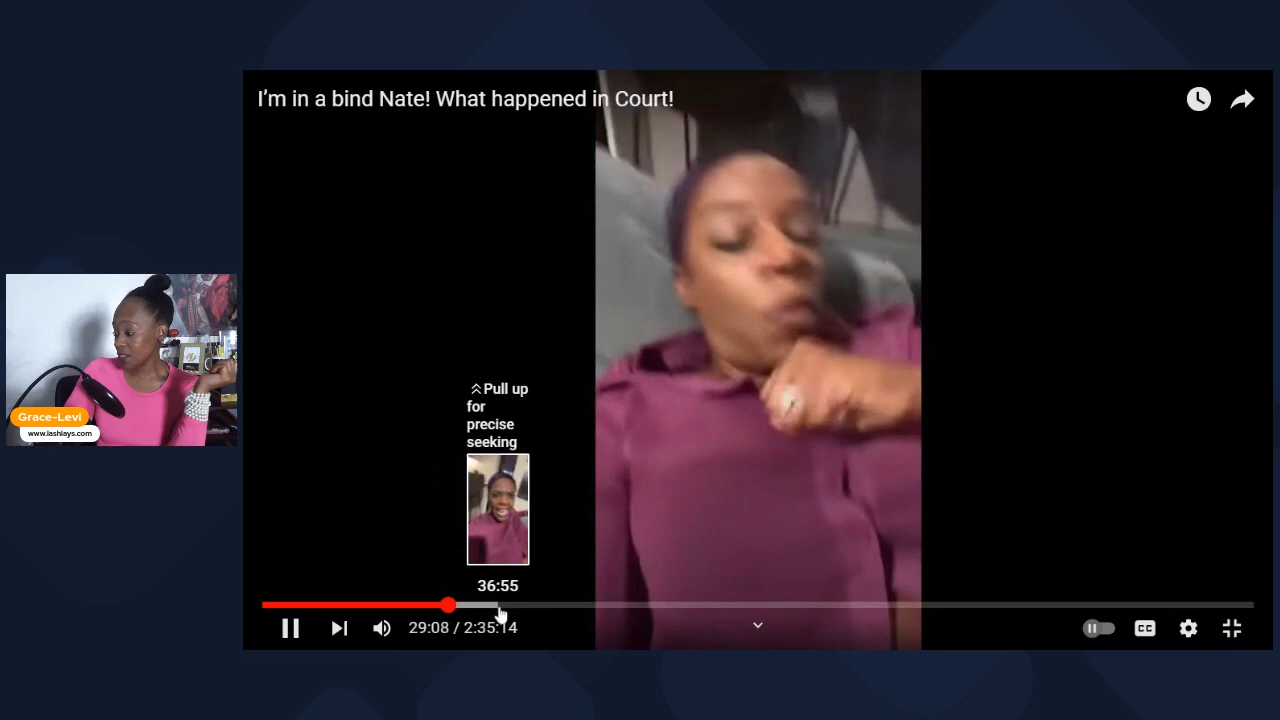 I'm in a bind Nate! What happened in Court!
Pull up
for
precise
seeking
Grace-Levi
www.lashlays.com
36:55
29:08 / 2:35:14
CC